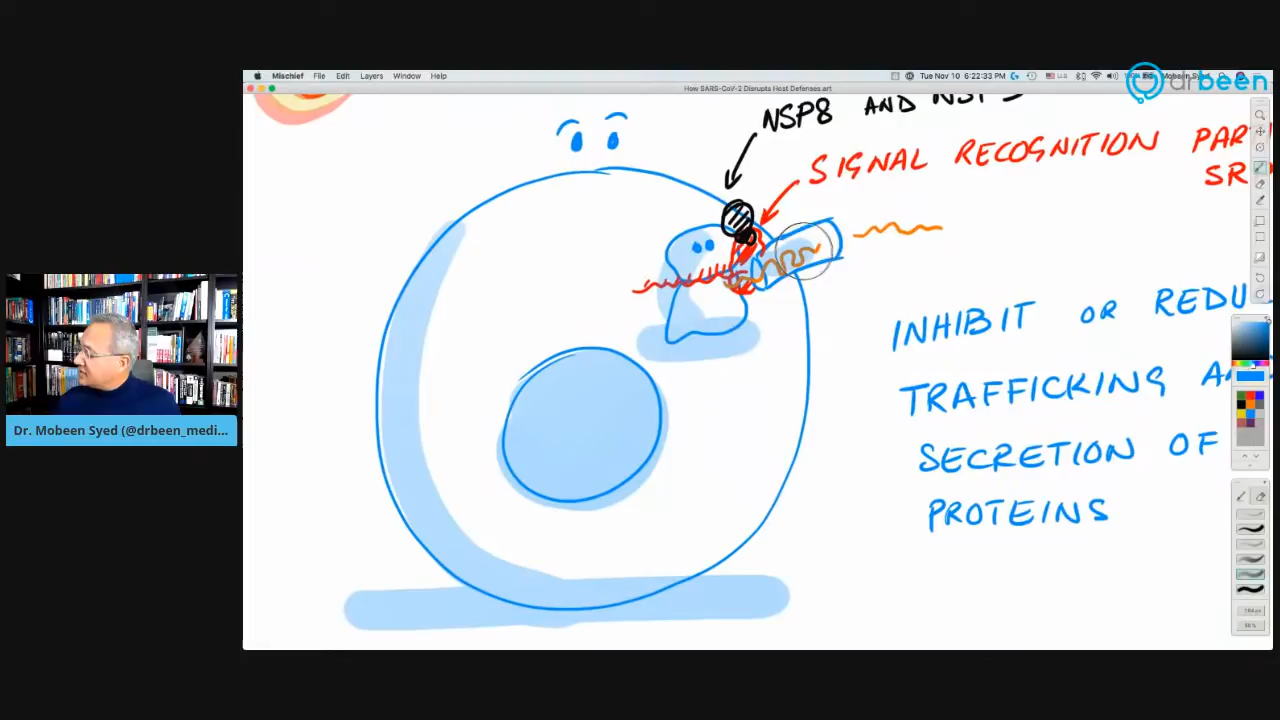 drbeen
Mischief File Edit Layers Window Help
Tue Nov 10 6:22:33 PM Mobeen Syed
How SARS-CoV-2 Disrupts Host Defenses.art
NSP8 AND
SIGNAL RECOGNITION PAR
SR
INHIBIT OR REDU
TRAFFICKING A
SECRETION OF
PROTEINS
Dr. Mobeen Syed (@drbeen_medi...